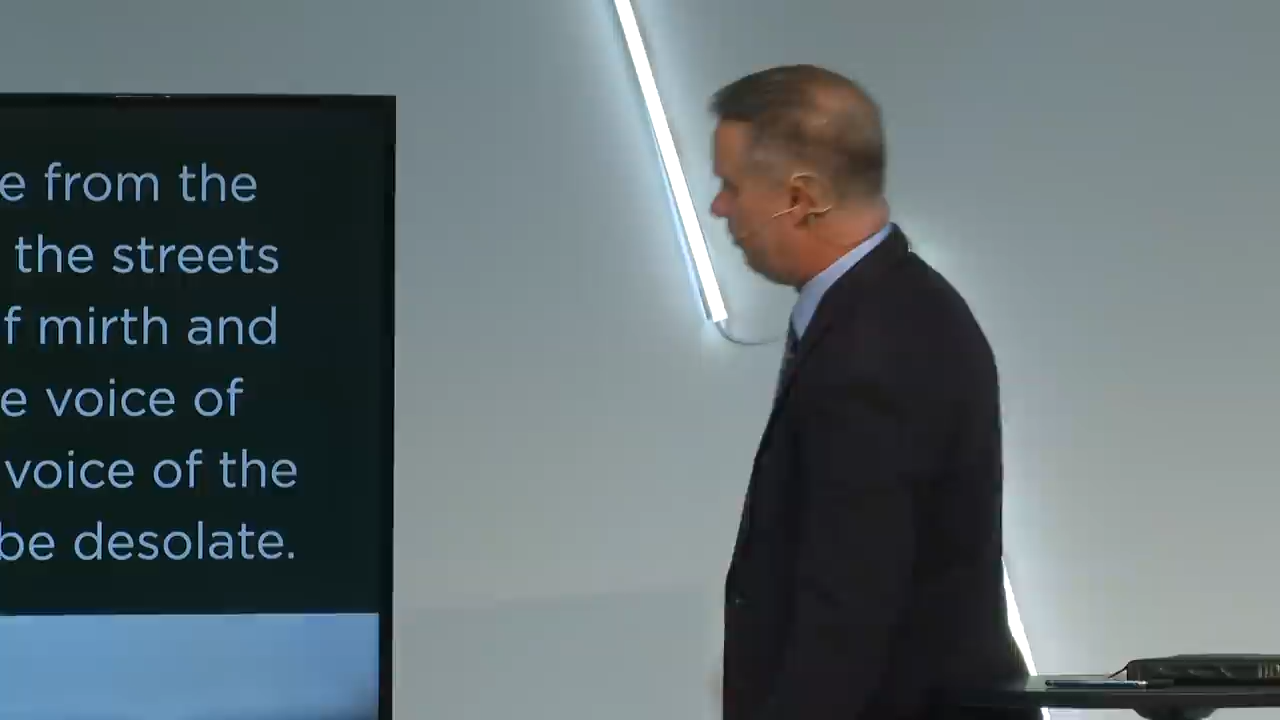 e from the
the streets
f mirth and
e voice of
voice of the
be desolate.